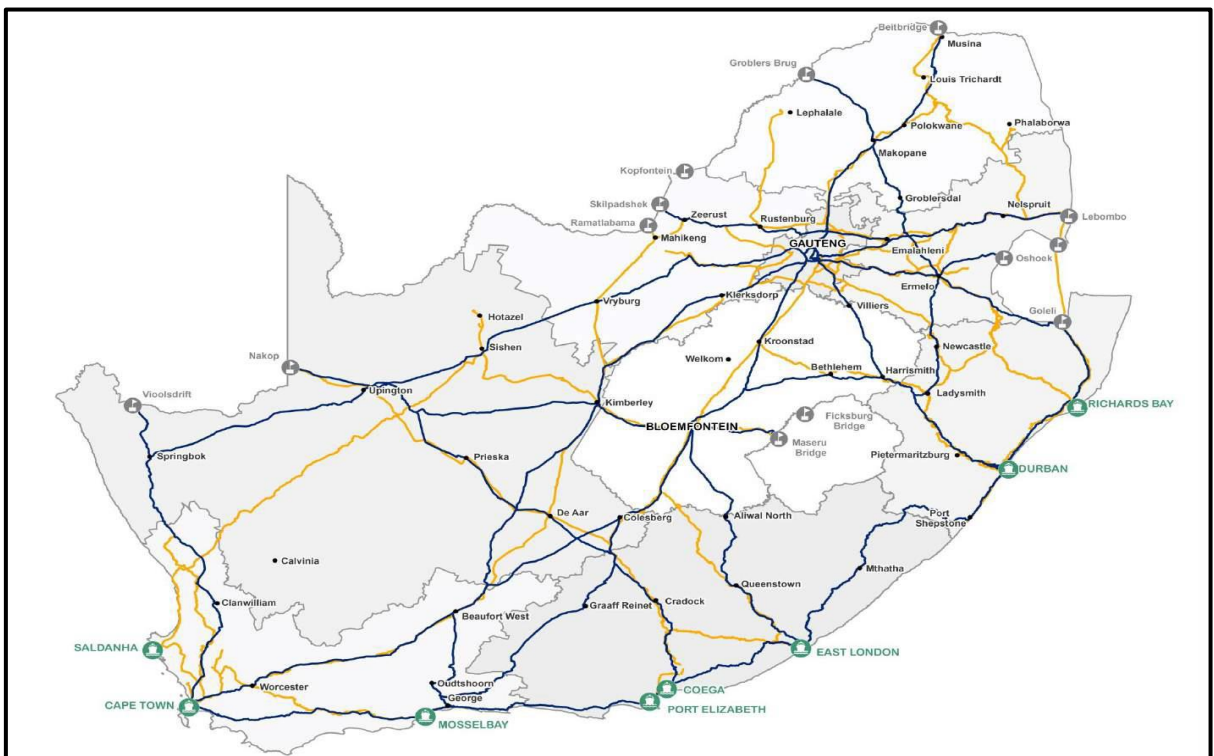 Beitbridge
Musina
Groblers Brug
Louis Trichardt
Lephalale
Polokwane
Phalaborwa
Makopane
Kopfontein
Skilpadshek
Groblersdal
Nelspruit
Zeerust
Rustenburg
Lebombo
Ramatlabama
Mahikeng
GAUTENG
Emalahleni
Oshoek
Ermelo
Klerksdorp
Vryburg
Villiers
Goleli
Hotazel
Sishen
Kroonstad
Newcastle
Nakop
Welkom
Bethlehem
Harrismith
Upington
Ladysmith
Vioolsdrift
Kimberley
RICHARDS BAY
Ficksburg
Bridge
BLOEMFONTEIN
Maseru
Bridge
Springbok
Prieska
Pietermaritzburg
DURBAN
De Aar
Colesberg
Aliwal North
Port
Shepstone
Calvinia
Mthatha
Queenstown
Clanwilliam
Beaufort West
Graaff Reinet
Cradock
SALDANHA
EAST LONDON
Worcester
Oudtshoorn
COEGA
George
CAPE TOWN
PORT ELIZABETH
MOSSELBAY